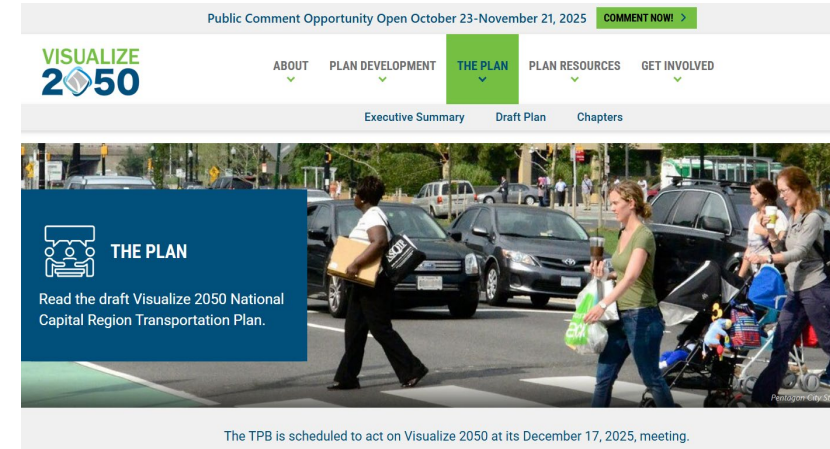 Public Comment Opportunity Open October 23-November 21, 2025 COMMENT NOW!
VISUALIZE
2050
ABOUT PLAN DEVELOPMENT THE PLAN PLAN RESOURCES GET INVOLVED
Executive Summary Draft Plan Chapters
THE PLAN
Read the draft Visualize 2050 National
Capital Region Transportation Plan.
Pentagon City St
The TPB is scheduled to act on Visualize 2050 at its December 17, 2025, meeting.